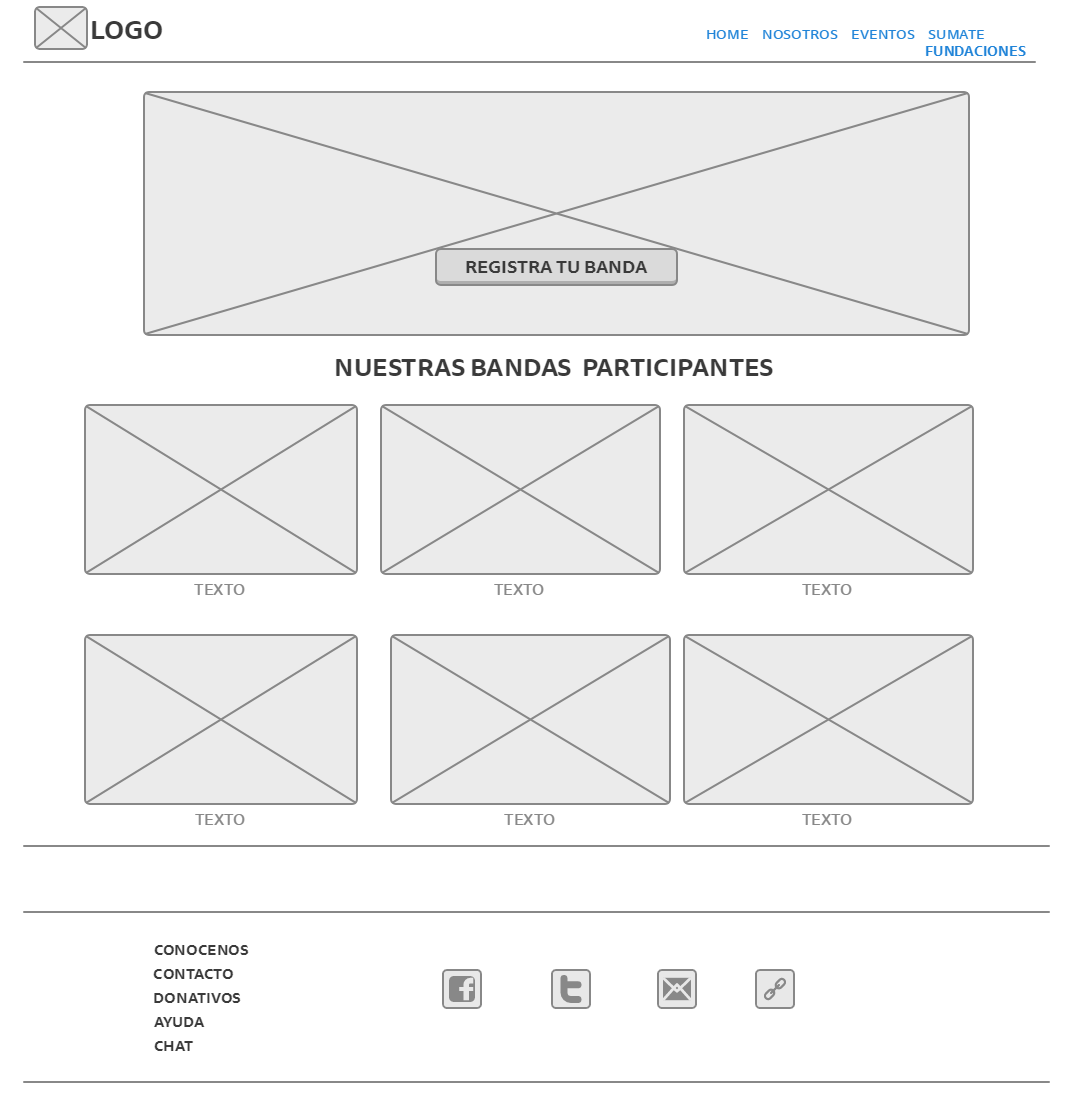 LOGO
HOME NOSOTROS EVENTOS SUMATE
FUNDACIONES
REGISTRA TU BANDA
NUESTRAS BANDAS PARTICIPANTES
TEXTO TEXTO TEXTO
TEXTO TEXTO TEXTO
CONOCENOS
CONTACTO
DONATIVOS
AYUDA
CHAT